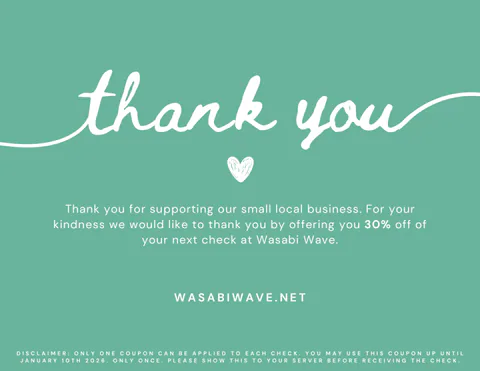 thank you
Thank you for supporting our small local business. For your
kindness we would like to thank you by offering you 30% off of
your next check at Wasabi Wave.
WASABIWAVE.NET
DISCLAIMER: ONLY ONE COUPON CAN BE APPLIED TO EACH CHECK. YOU MAY USE THIS COUPON UP UNTIL
JANUARY 10TH 2026. ONLY ONCE. PLEASE SHOW THIS TO YOUR SERVER BEFORE RECEIVING THE CHECK.